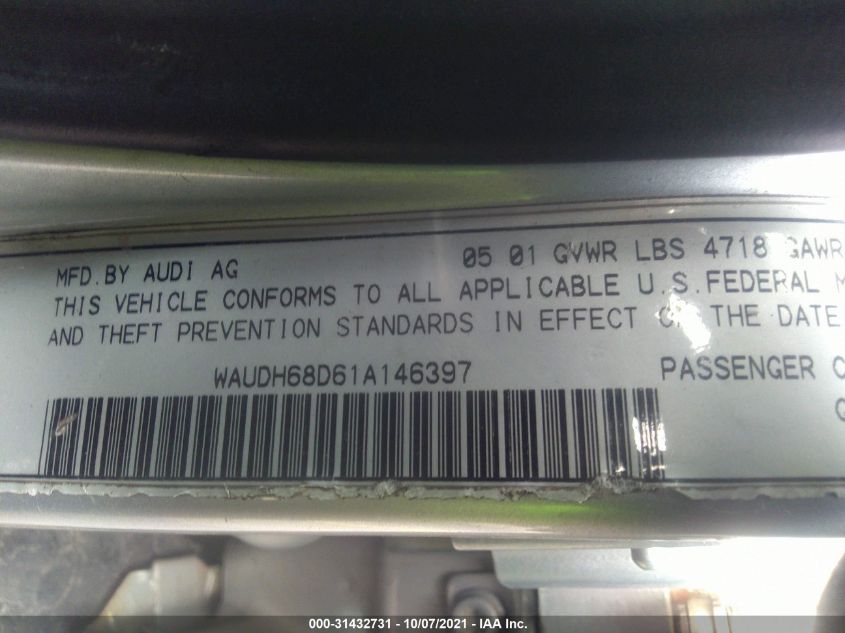 MFD.BY AUDI AG 05 01 GVWR LBS 4718 GAWR
THIS VEHICLE CONFORMS TO ALL APPLICABLE U.S.FEDERAL M
AND THEFT PREVENTION STANDARDS IN EFFECT THE DATE
WAUDH68D61A146397 PASSENGER C
000-31432731 - 10/07/2021 - IAA Inc.